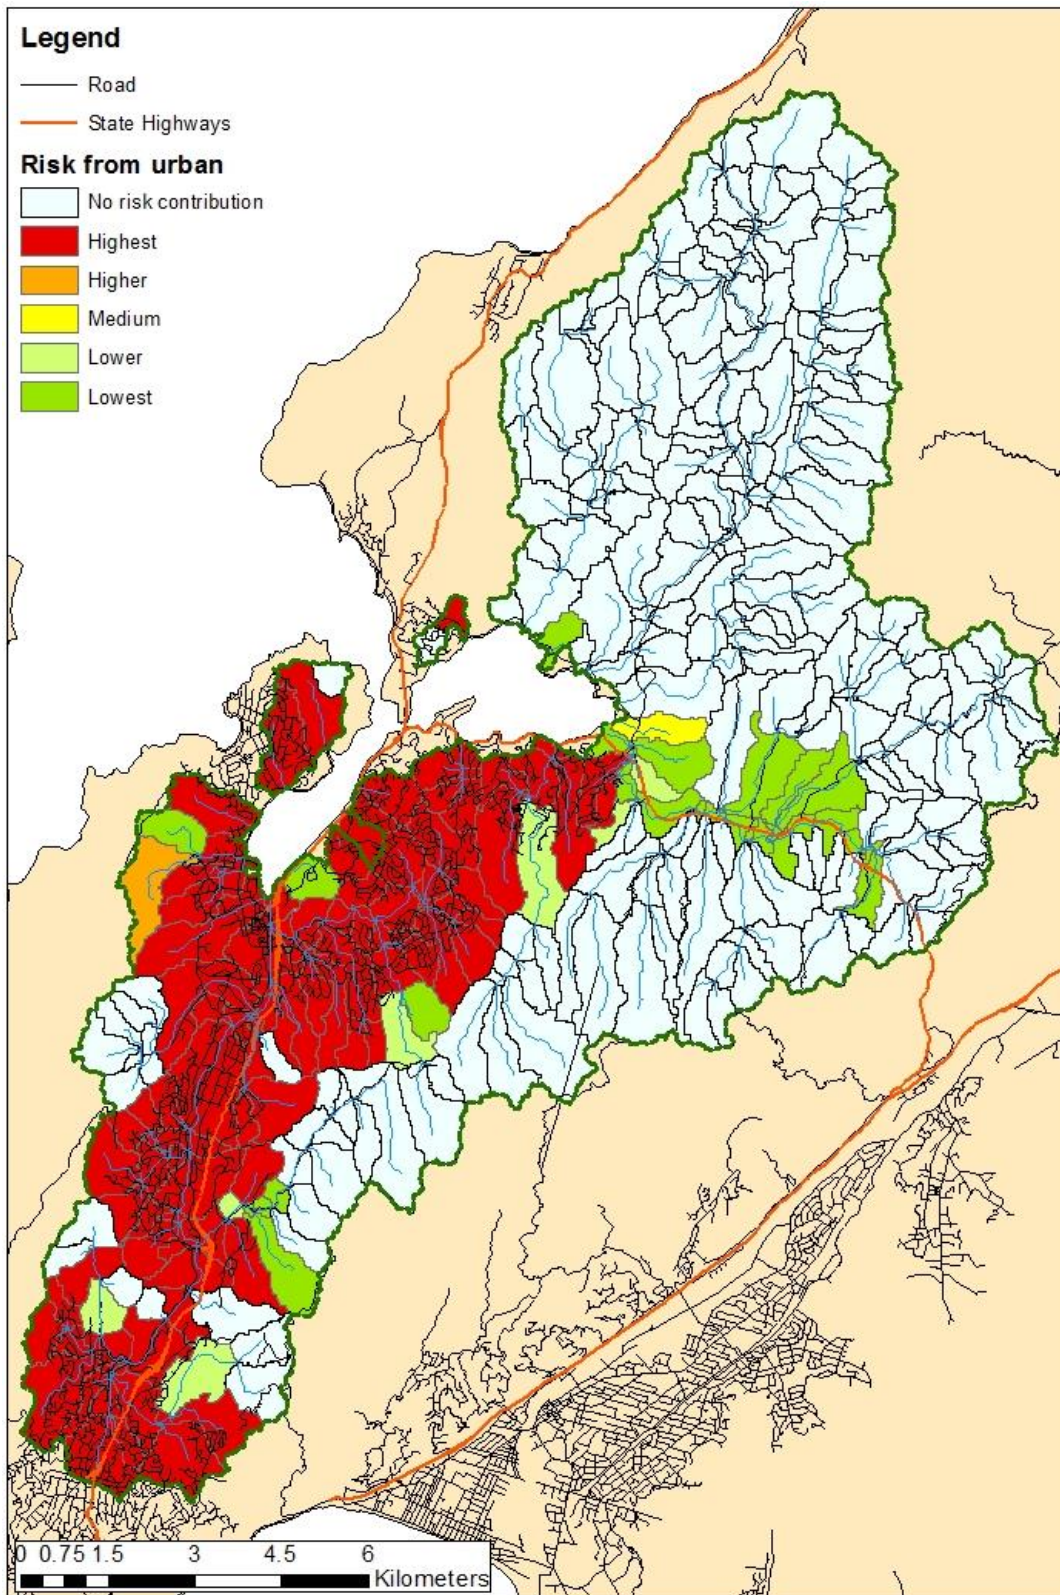 Legend
Road
State Highways
Risk from urban
No risk contribution
Highest
Higher
Medium
Lower
Lowest
0 0.75 1.5 3 4.5 6
Kilometers